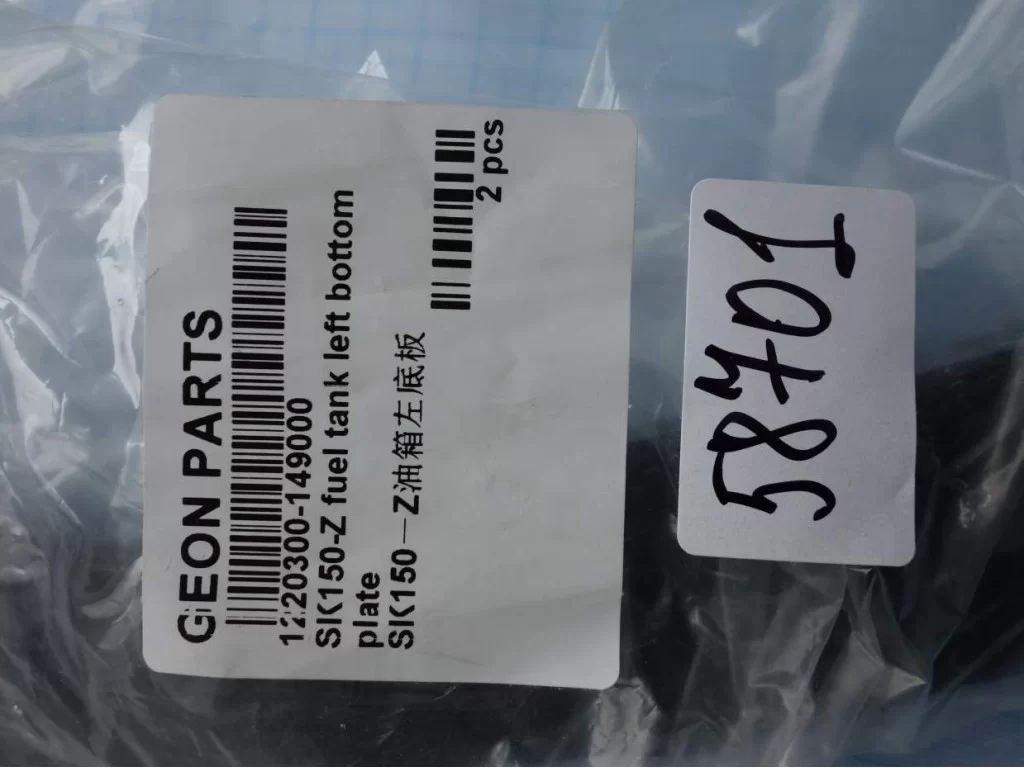 GEON PARTS
1220300-149000
SK150-Z fuel tank left bottom
plate
SK150—Z油箱左底板
2 pcs
58701